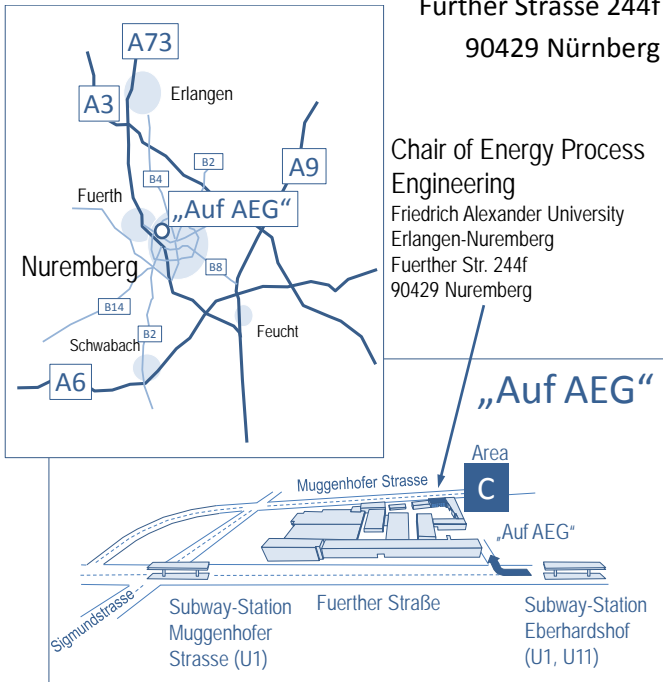 Further Strasse 244f
90429 Nürnberg
A73
A3
Erlangen
B2
A9
B4
Fuerth
„Auf AEG“
Nuremberg
B8
B14
B2
Feucht
Schwabach
A6
Chair of Energy Process
Engineering
Friedrich Alexander University
Erlangen-Nuremberg
Fuerther Str. 244f
90429 Nuremberg
„Auf AEG“
Area
C
Muggenhofer Strasse
„Auf AEG“
Sigmundstrasse
Subway-Station
Muggenhofer
Strasse (U1)
Fuerther Straße
Subway-Station
Eberhardshof
(U1, U11)